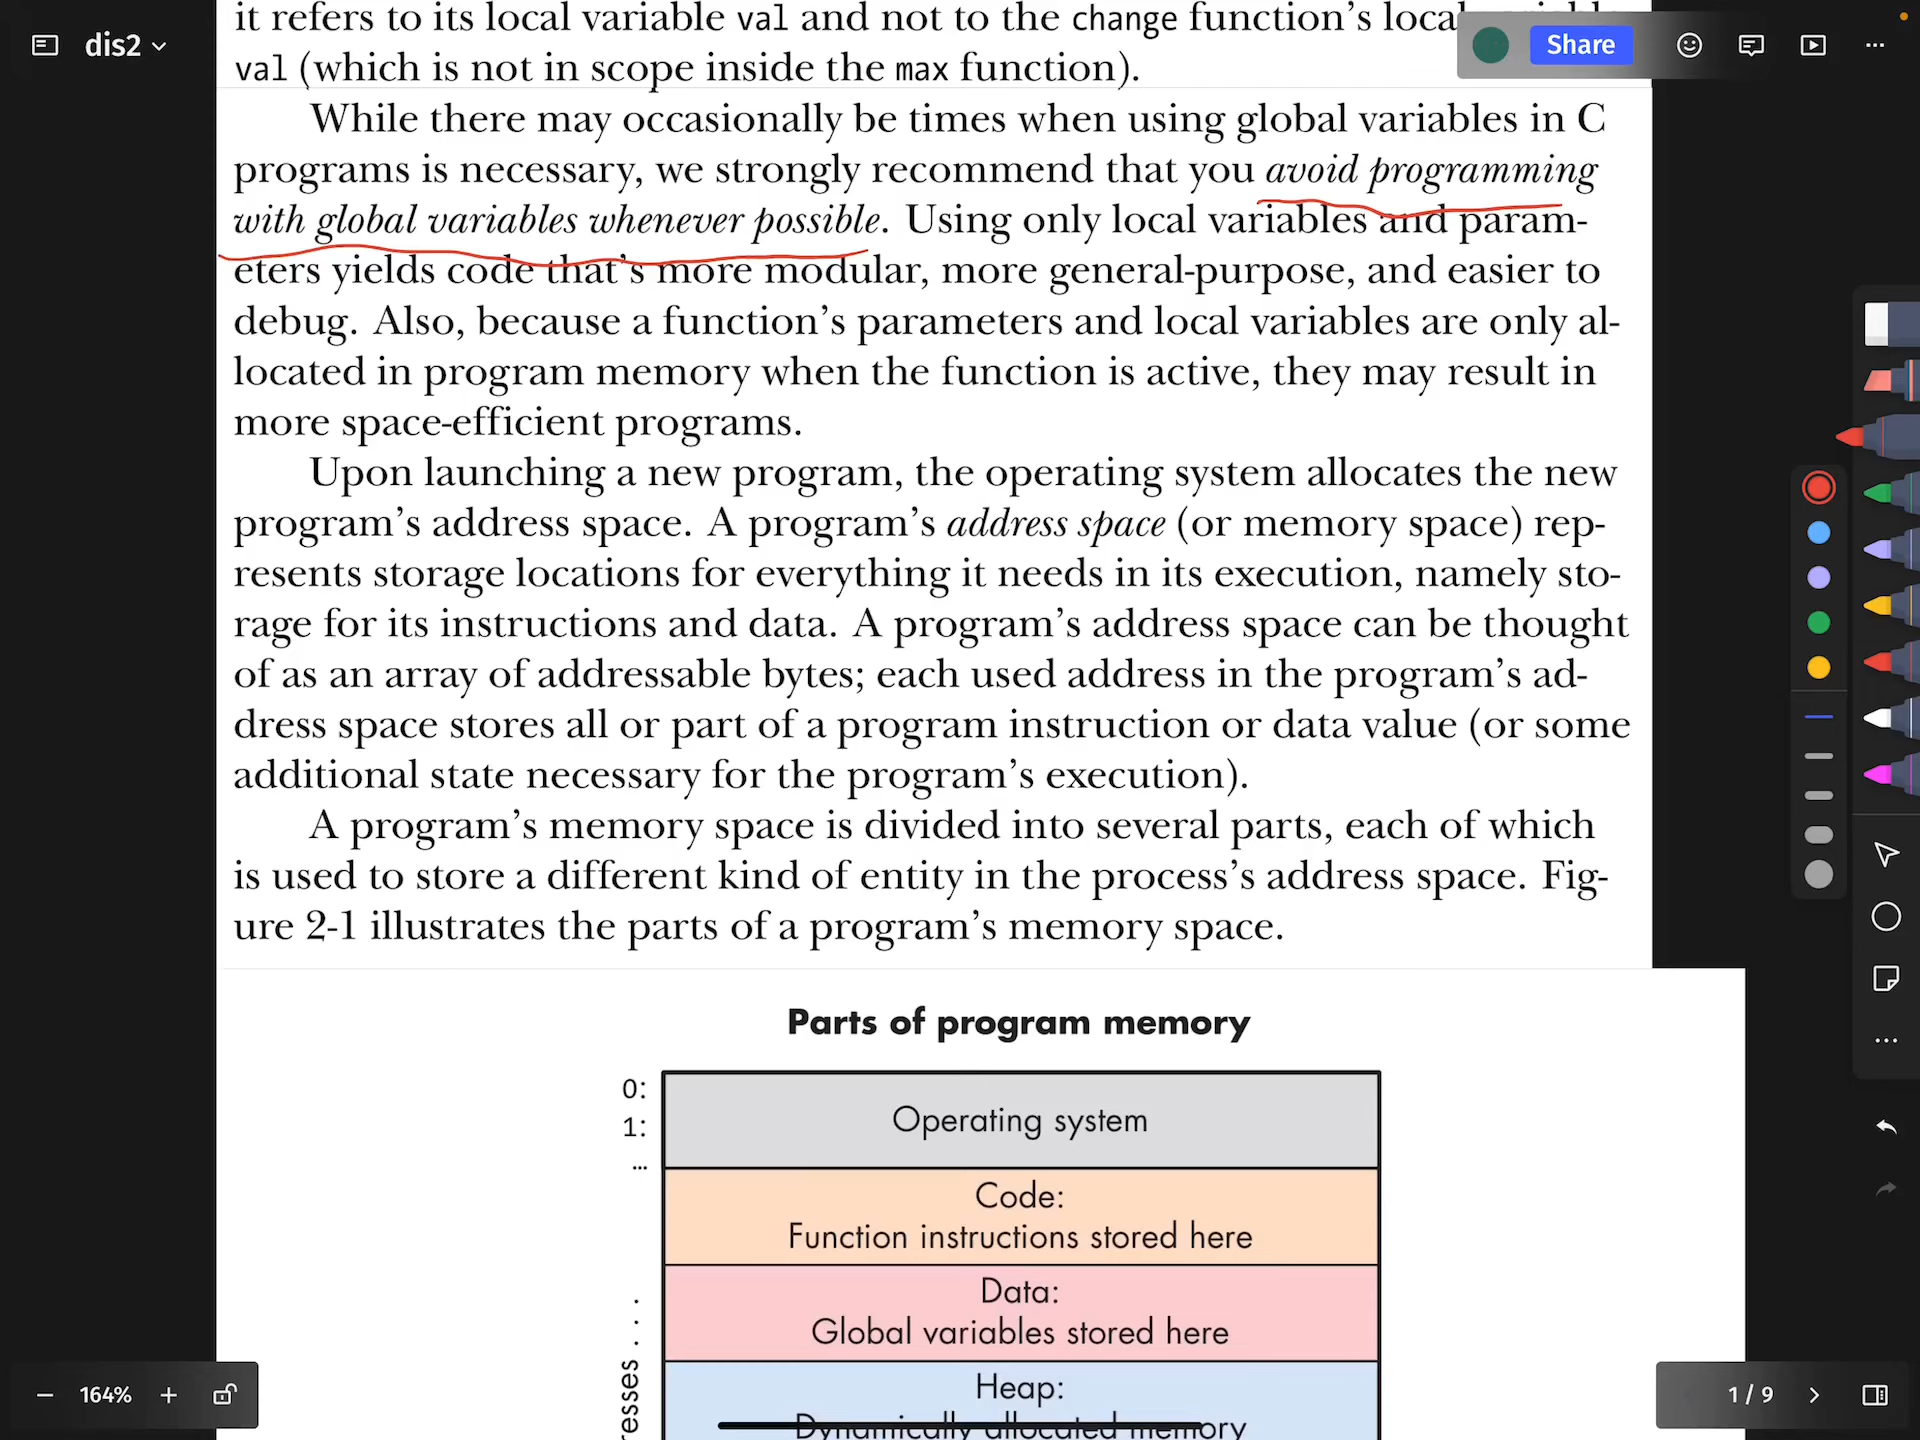 it refers to its local variable val and not to the change function's local
val (which is not in scope inside the max function).
dis2
Share
While there may occasionally be times when using global variables in C
programs is necessary, we strongly recommend that you avoid programming
with global variables whenever possible. Using only local variables and param-
eters yields code that's more modular, more general-purpose, and easier to
debug. Also, because a function's parameters and local variables are only al-
located in program memory when the function is active, they may result in
more space-efficient programs.
Upon launching a new program, the operating system allocates the new
program's address space. A program's address space (or memory space) rep-
resents storage locations for everything it needs in its execution, namely sto-
rage for its instructions and data. A program's address space can be thought
of as an array of addressable bytes; each used address in the program's ad-
dress space stores all or part of a program instruction or data value (or some
additional state necessary for the program's execution).
A program's memory space is divided into several parts, each of which
is used to store a different kind of entity in the process's address space. Fig-
ure 2-1 illustrates the parts of a program's memory space.
Parts of program memory
0:
1:
...
Operating system
Code:
Function instructions stored here
Data:
Global variables stored here
Heap:
Dynamically allocated memory
164%
1 / 9